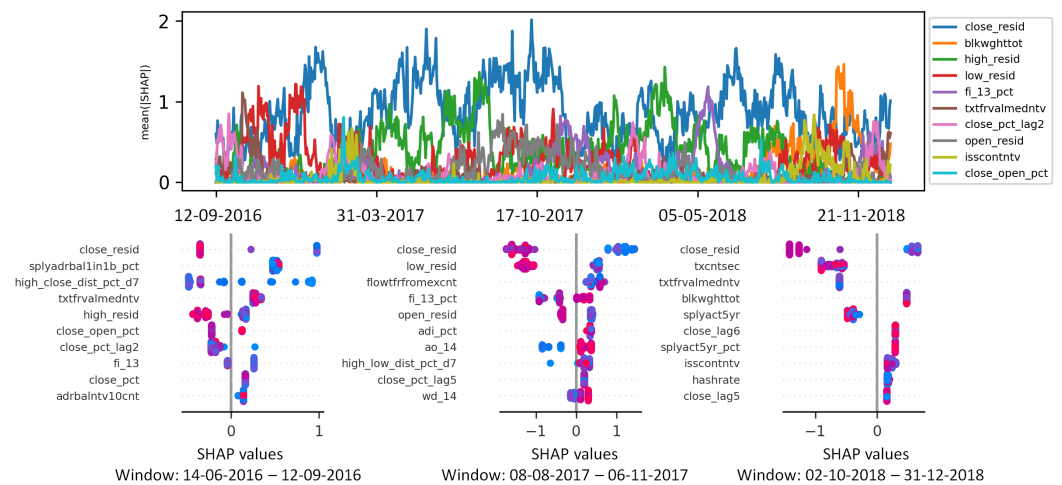 mean(|SHAP|)
2
1
0
12-09-2016
31-03-2017
17-10-2017
05-05-2018
21-11-2018
close_resid
blkwghttot
high_resid
low_resid
fi_13_pct
txtfrvalmedntv
close_pct_lag2
open_resid
isscontntv
close_open_pct
close_resid
splyadrbal1in1b_pct
high_close_dist_pct_d7
txtfrvalmedntv
high_resid
close_open_pct
close_pct_lag2
fi_13
close_pct
adrbalntv10cnt
0
1
SHAP values
Window: 14-06-2016 – 12-09-2016
close_resid
low_resid
flowtfrfromexcnt
fi_13_pct
open_resid
adi_pct
ao_14
high_low_dist_pct_d7
close_pct_lag5
wd_14
−1
0
1
SHAP values
Window: 08-08-2017 – 06-11-2017
close_resid
txcntsec
txtfrvalmedntv
blkwghttot
splyact5yr
close_lag6
splyact5yr_pct
isscontntv
hashrate
close_lag5
−1
0
SHAP values
Window: 02-10-2018 – 31-12-2018